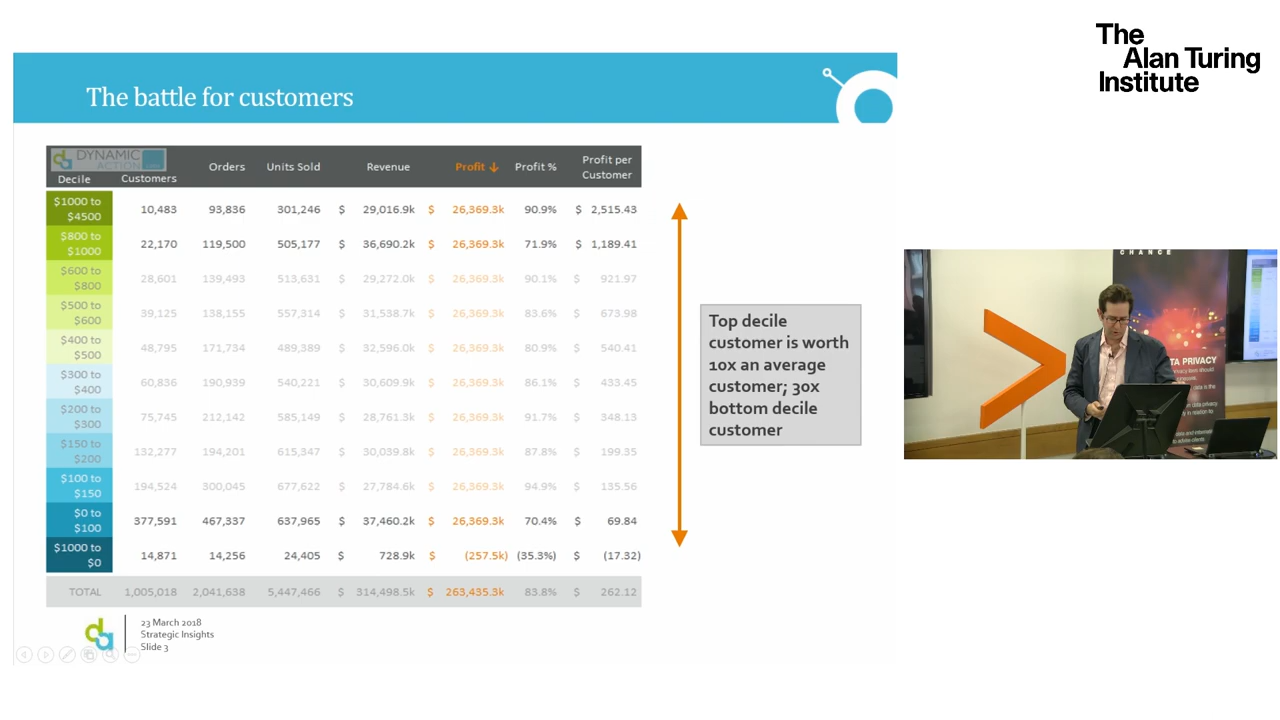 The
Alan Turing
Institute
The battle for customers
DYNAMIC
ACTION
Decile Customers Orders Units Sold Revenue Profit ↓ Profit % Profit per Customer
$1000 to $4500 10,483 93,836 301,246 $ 29,016.9k $ 26,369.3k 90.9% $ 2,515.43
$800 to $1000 22,170 119,500 505,177 $ 36,690.2k $ 26,369.3k 71.9% $ 1,189.41
$600 to $800 28,601 139,493 513,631 $ 29,272.0k $ 26,369.3k 90.1% $ 921.97
$500 to $600 39,125 138,155 557,314 $ 31,538.7k $ 26,369.3k 83.6% $ 673.98
$400 to $500 48,795 171,734 489,389 $ 32,596.0k $ 26,369.3k 80.9% $ 540.41
$300 to $400 60,836 190,939 540,221 $ 30,609.9k $ 26,369.3k 86.1% $ 433.45
$200 to $300 75,745 212,142 585,149 $ 28,761.3k $ 26,369.3k 91.7% $ 348.13
$150 to $200 132,277 194,201 615,347 $ 30,039.8k $ 26,369.3k 87.8% $ 199.35
$100 to $150 194,524 300,045 677,622 $ 27,784.6k $ 26,369.3k 94.9% $ 135.56
$0 to $100 377,591 467,337 637,965 $ 37,460.2k $ 26,369.3k 70.4% $ 69.84
$1000 to $0 14,871 14,256 24,405 $ 728.9k $ (257.5k) (35.3%) $ (17.32)
TOTAL 1,005,018 2,041,638 5,447,466 $ 314,498.5k $ 263,435.3k 83.8% $ 262.12
Top decile
customer is worth
10x an average
customer; 30x
bottom decile
customer
da
23 March 2018
Strategic Insights
Slide 3
CHANCE
TA PRIVACY